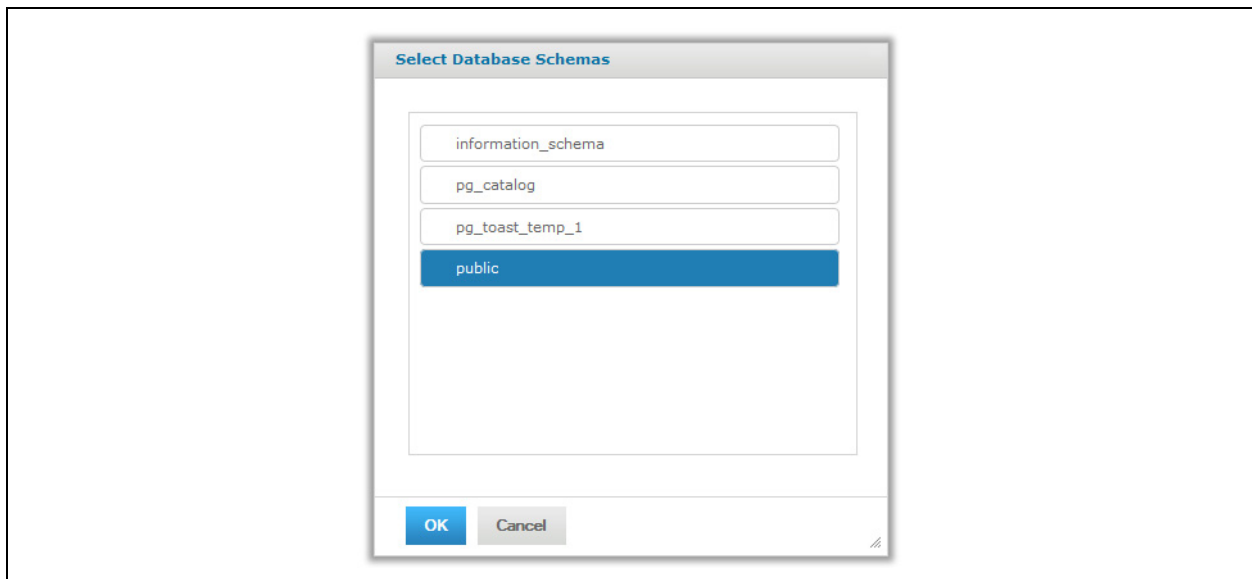 Select Database Schemas
information_schema
pg_catalog
pg_toast_temp_1
public
OK
Cancel